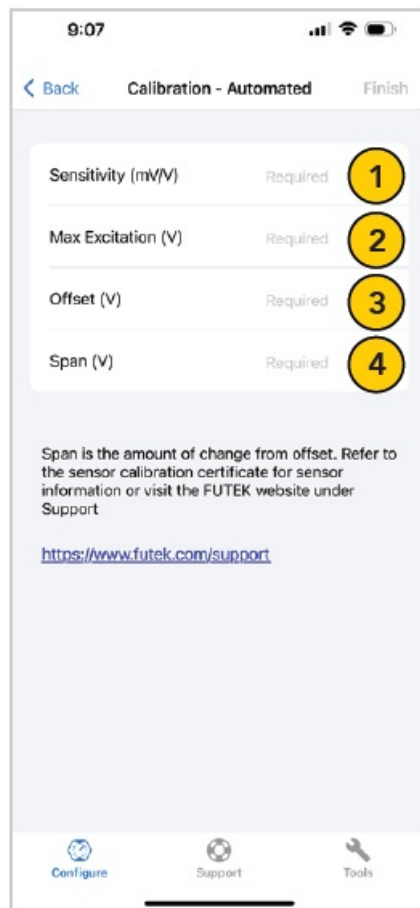 9:07
Back Calibration - Automated Finish
Sensitivity (mV/V) Required 1
Max Excitation (V) Required 2
Offset (V) Required 3
Span (V) Required 4
Span is the amount of change from offset. Refer to
the sensor calibration certificate for sensor
information or visit the FUTEK website under
Support
https://www.futek.com/support
Configure Support Tools